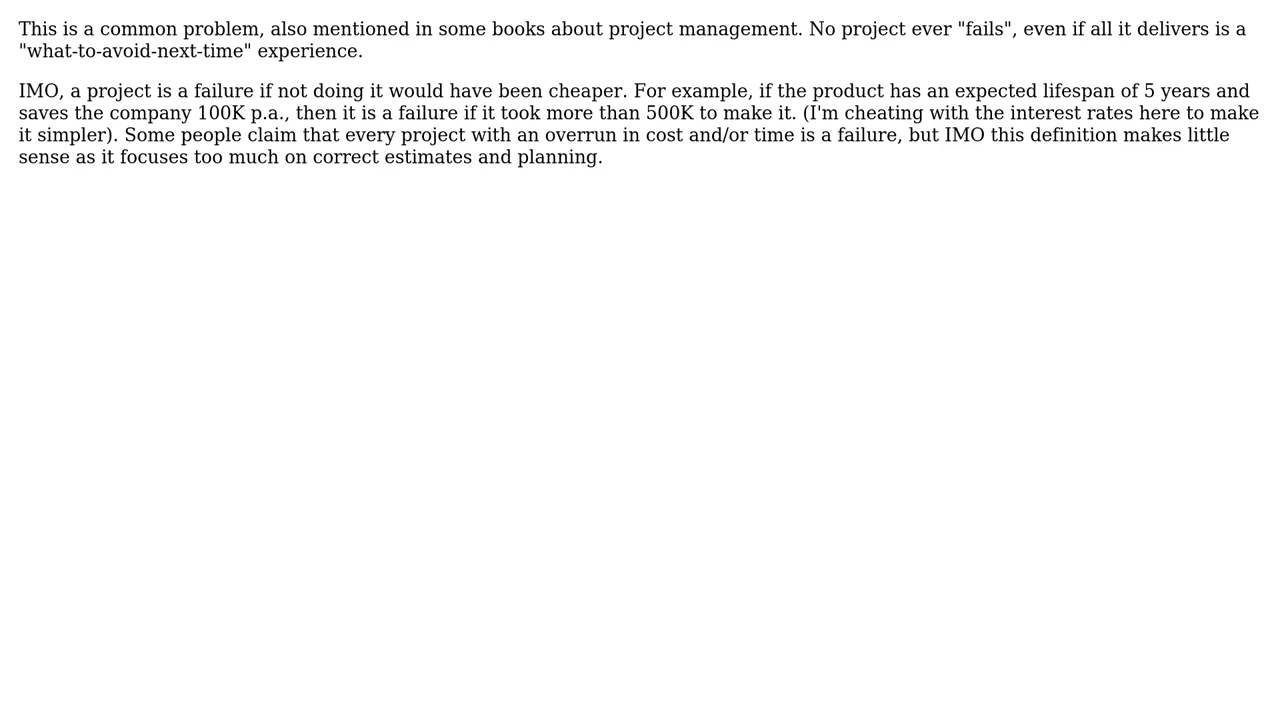 This is a common problem, also mentioned in some books about project management. No project ever "fails", even if all it delivers is a
"what-to-avoid-next-time" experience.
IMO, a project is a failure if not doing it would have been cheaper. For example, if the product has an expected lifespan of 5 years and
saves the company 100K p.a., then it is a failure if it took more than 500K to make it. (I'm cheating with the interest rates here to make
it simpler). Some people claim that every project with an overrun in cost and/or time is a failure, but IMO this definition makes little
sense as it focuses too much on correct estimates and planning.